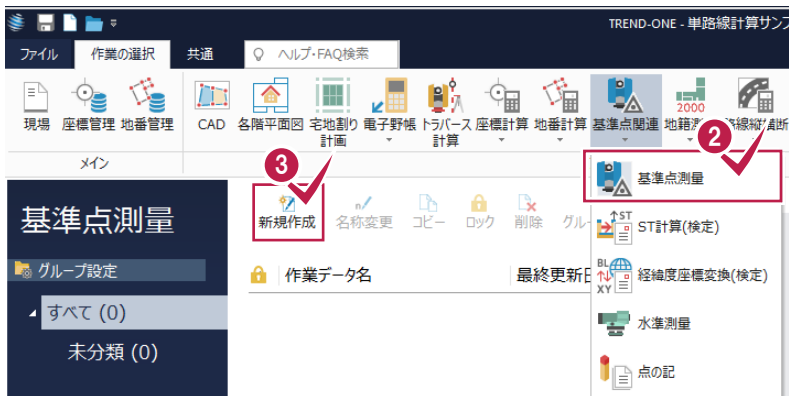 TREND-ONE - 単路線計算サンプ
ファイル 作業の選択 共通 ヘルプ・FAQ検索
現場 座標管理 地番管理 CAD 各階平面図 宅地割り計画 電子野帳 トラバース計算 座標計算 地番計算 基準点関連 地籍測 路線縦横断
2000
メイン
2
3
基準点測量
新規作成 名称変更 コピー ロック 削除 グル
グループ設定
作業データ名 最終更新日
すべて (0)
未分類 (0)
基準点測量
ST
ST計算(検定)
BL
XY
経緯度座標変換(検定)
水準測量
点の記